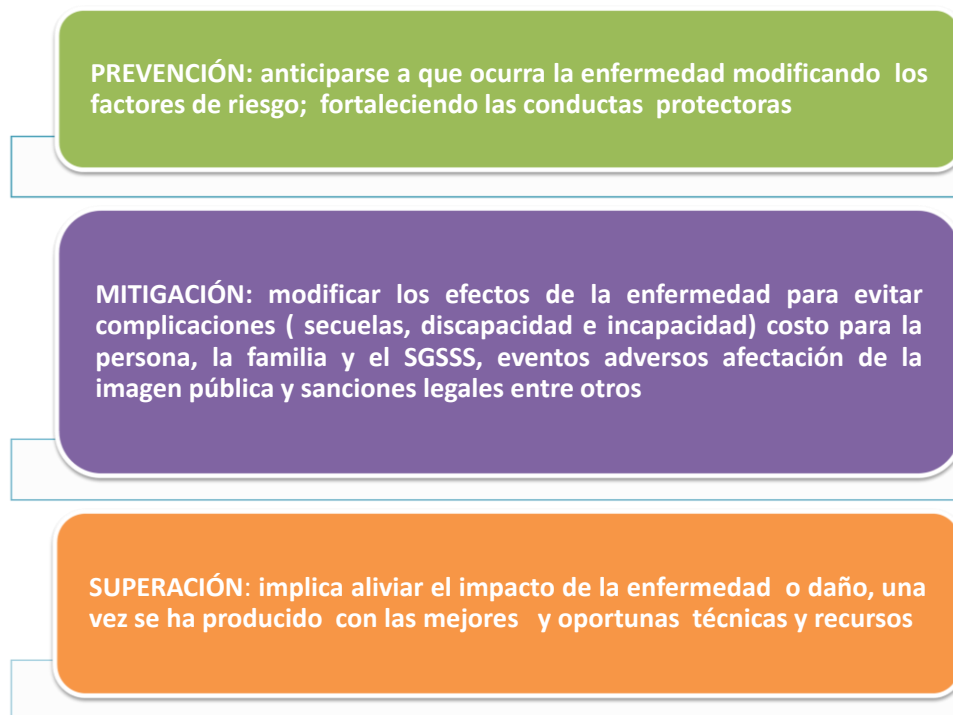 PREVENCIÓN: anticiparse a que ocurra la enfermedad modificando los
factores de riesgo; fortaleciendo las conductas protectoras
MITIGACIÓN: modificar los efectos de la enfermedad para evitar
complicaciones ( secuelas, discapacidad e incapacidad) costo para la
persona, la familia y el SGSSS, eventos adversos afectación de la
imagen pública y sanciones legales entre otros
SUPERACIÓN: implica aliviar el impacto de la enfermedad o daño, una
vez se ha producido con las mejores y oportunas técnicas y recursos